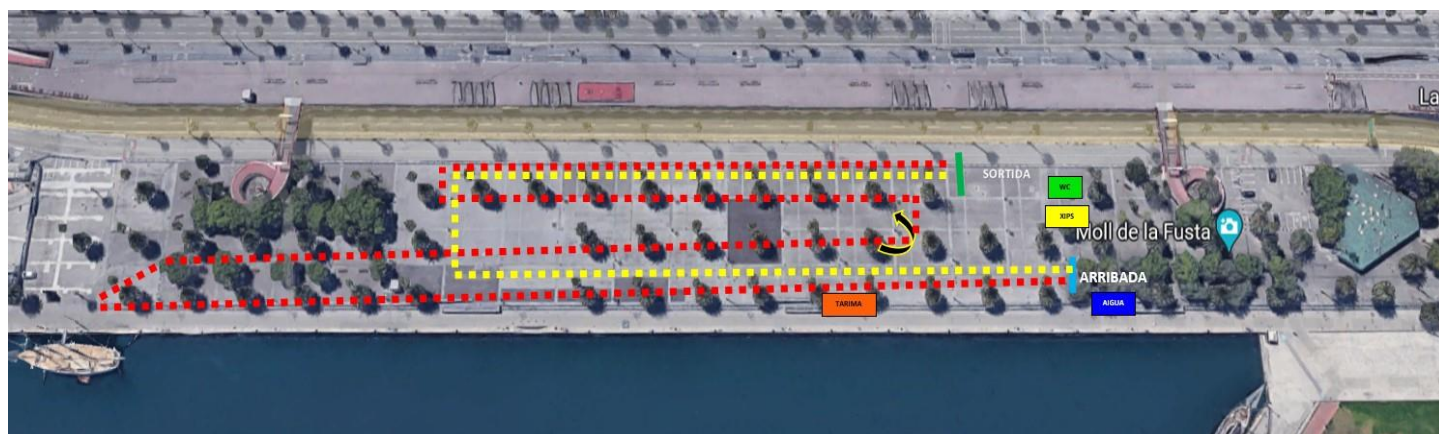 La
SORTIDA
WC
XIPS
Moll de la Fusta
ARRIBADA
TARIMA
AIGUA